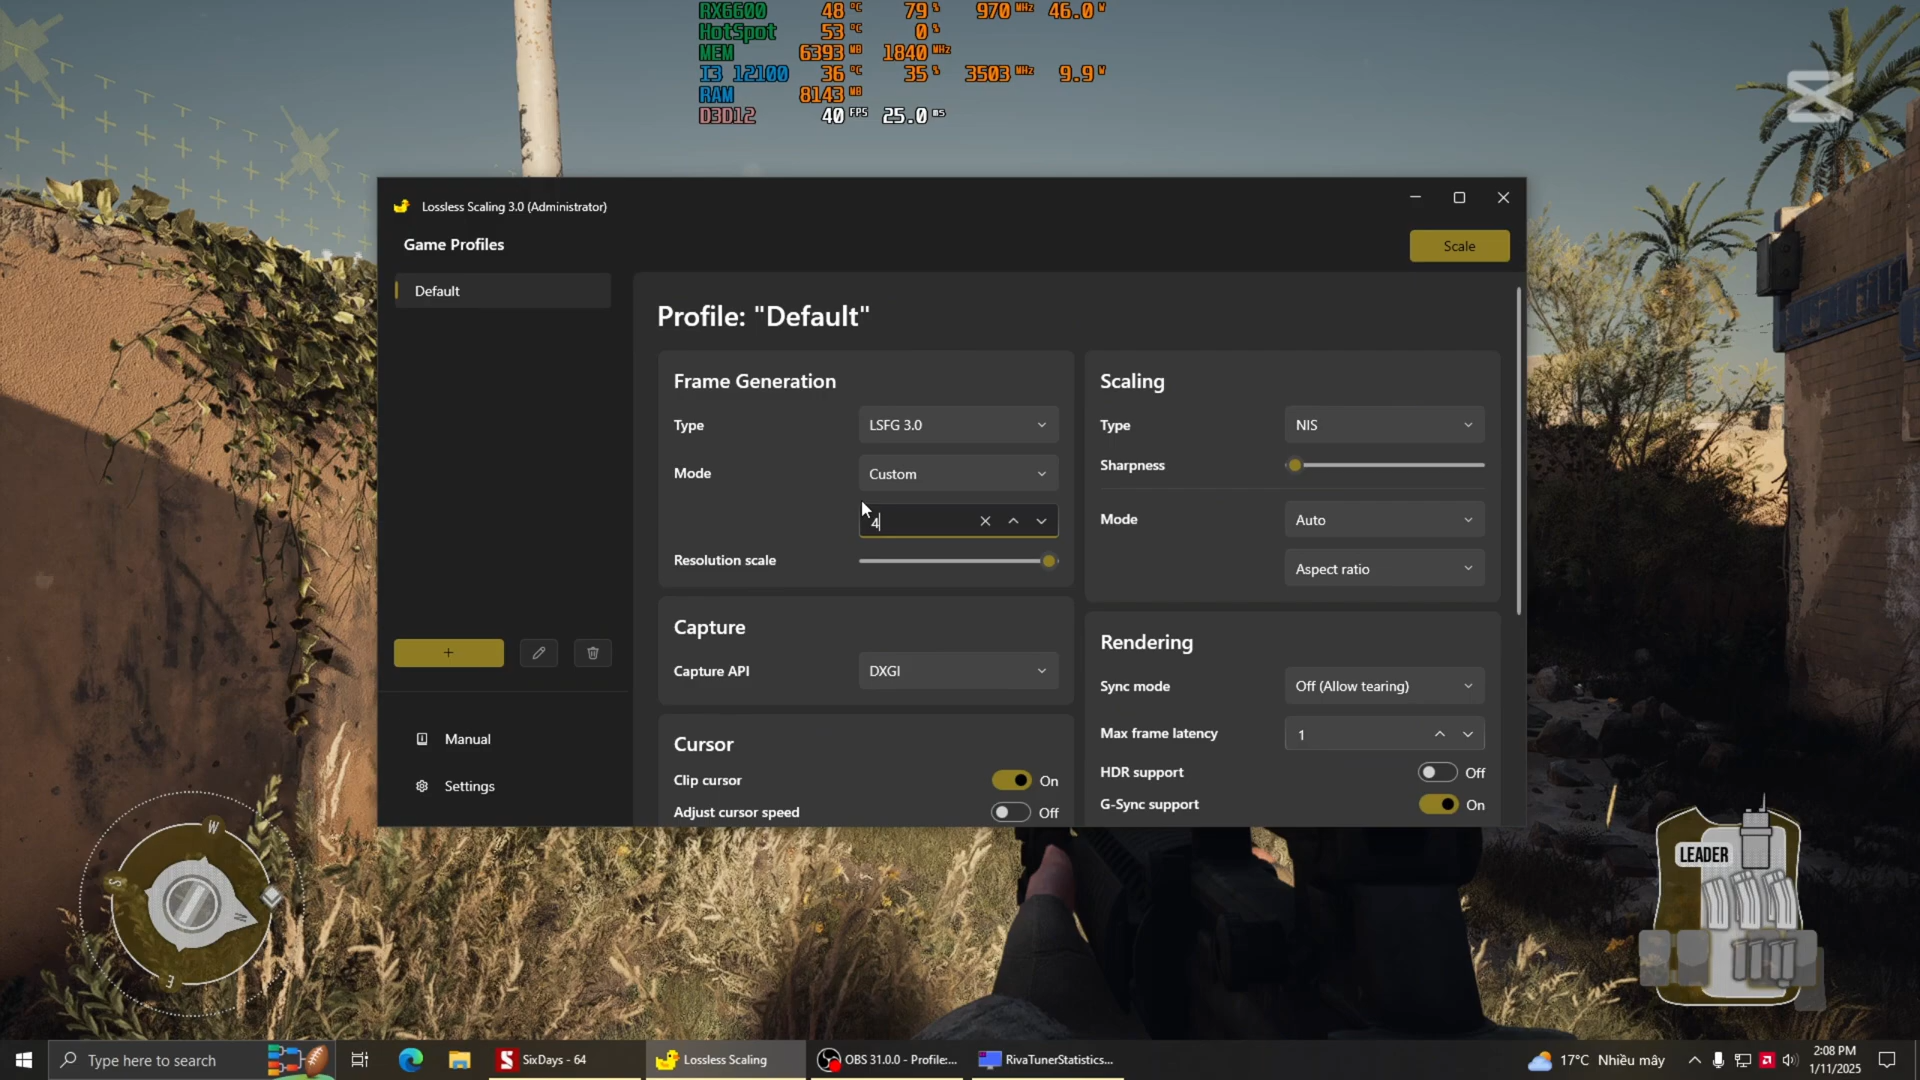 RX6600 48 °C 79 % 970 MHz 46.0 W
HotSpot 53 °C 0 %
MEM 6393 MB 1840 MHz
I3 12100 36 °C 35 % 3503 MHz 9.9 W
RAM 8143 MB
D3D12 40 FPS 25.0 ms
Lossless Scaling 3.0 (Administrator)
Game Profiles
Scale
Default
Profile: "Default"
Frame Generation
Type LSFG 3.0
Mode Custom
4
Resolution scale
Scaling
Type NIS
Sharpness
Mode Auto
Aspect ratio
Capture
Capture API DXGI
Rendering
Sync mode Off (Allow tearing)
Max frame latency 1
HDR support Off
G-Sync support On
Cursor
Clip cursor On
Adjust cursor speed Off
Manual
Settings
W
S
N
E
LEADER
Type here to search
SixDays - 64
Lossless Scaling
OBS 31.0.0 - Profile:...
RivaTunerStatistics...
17°C Nhiều mây
2:08 PM
1/11/2025